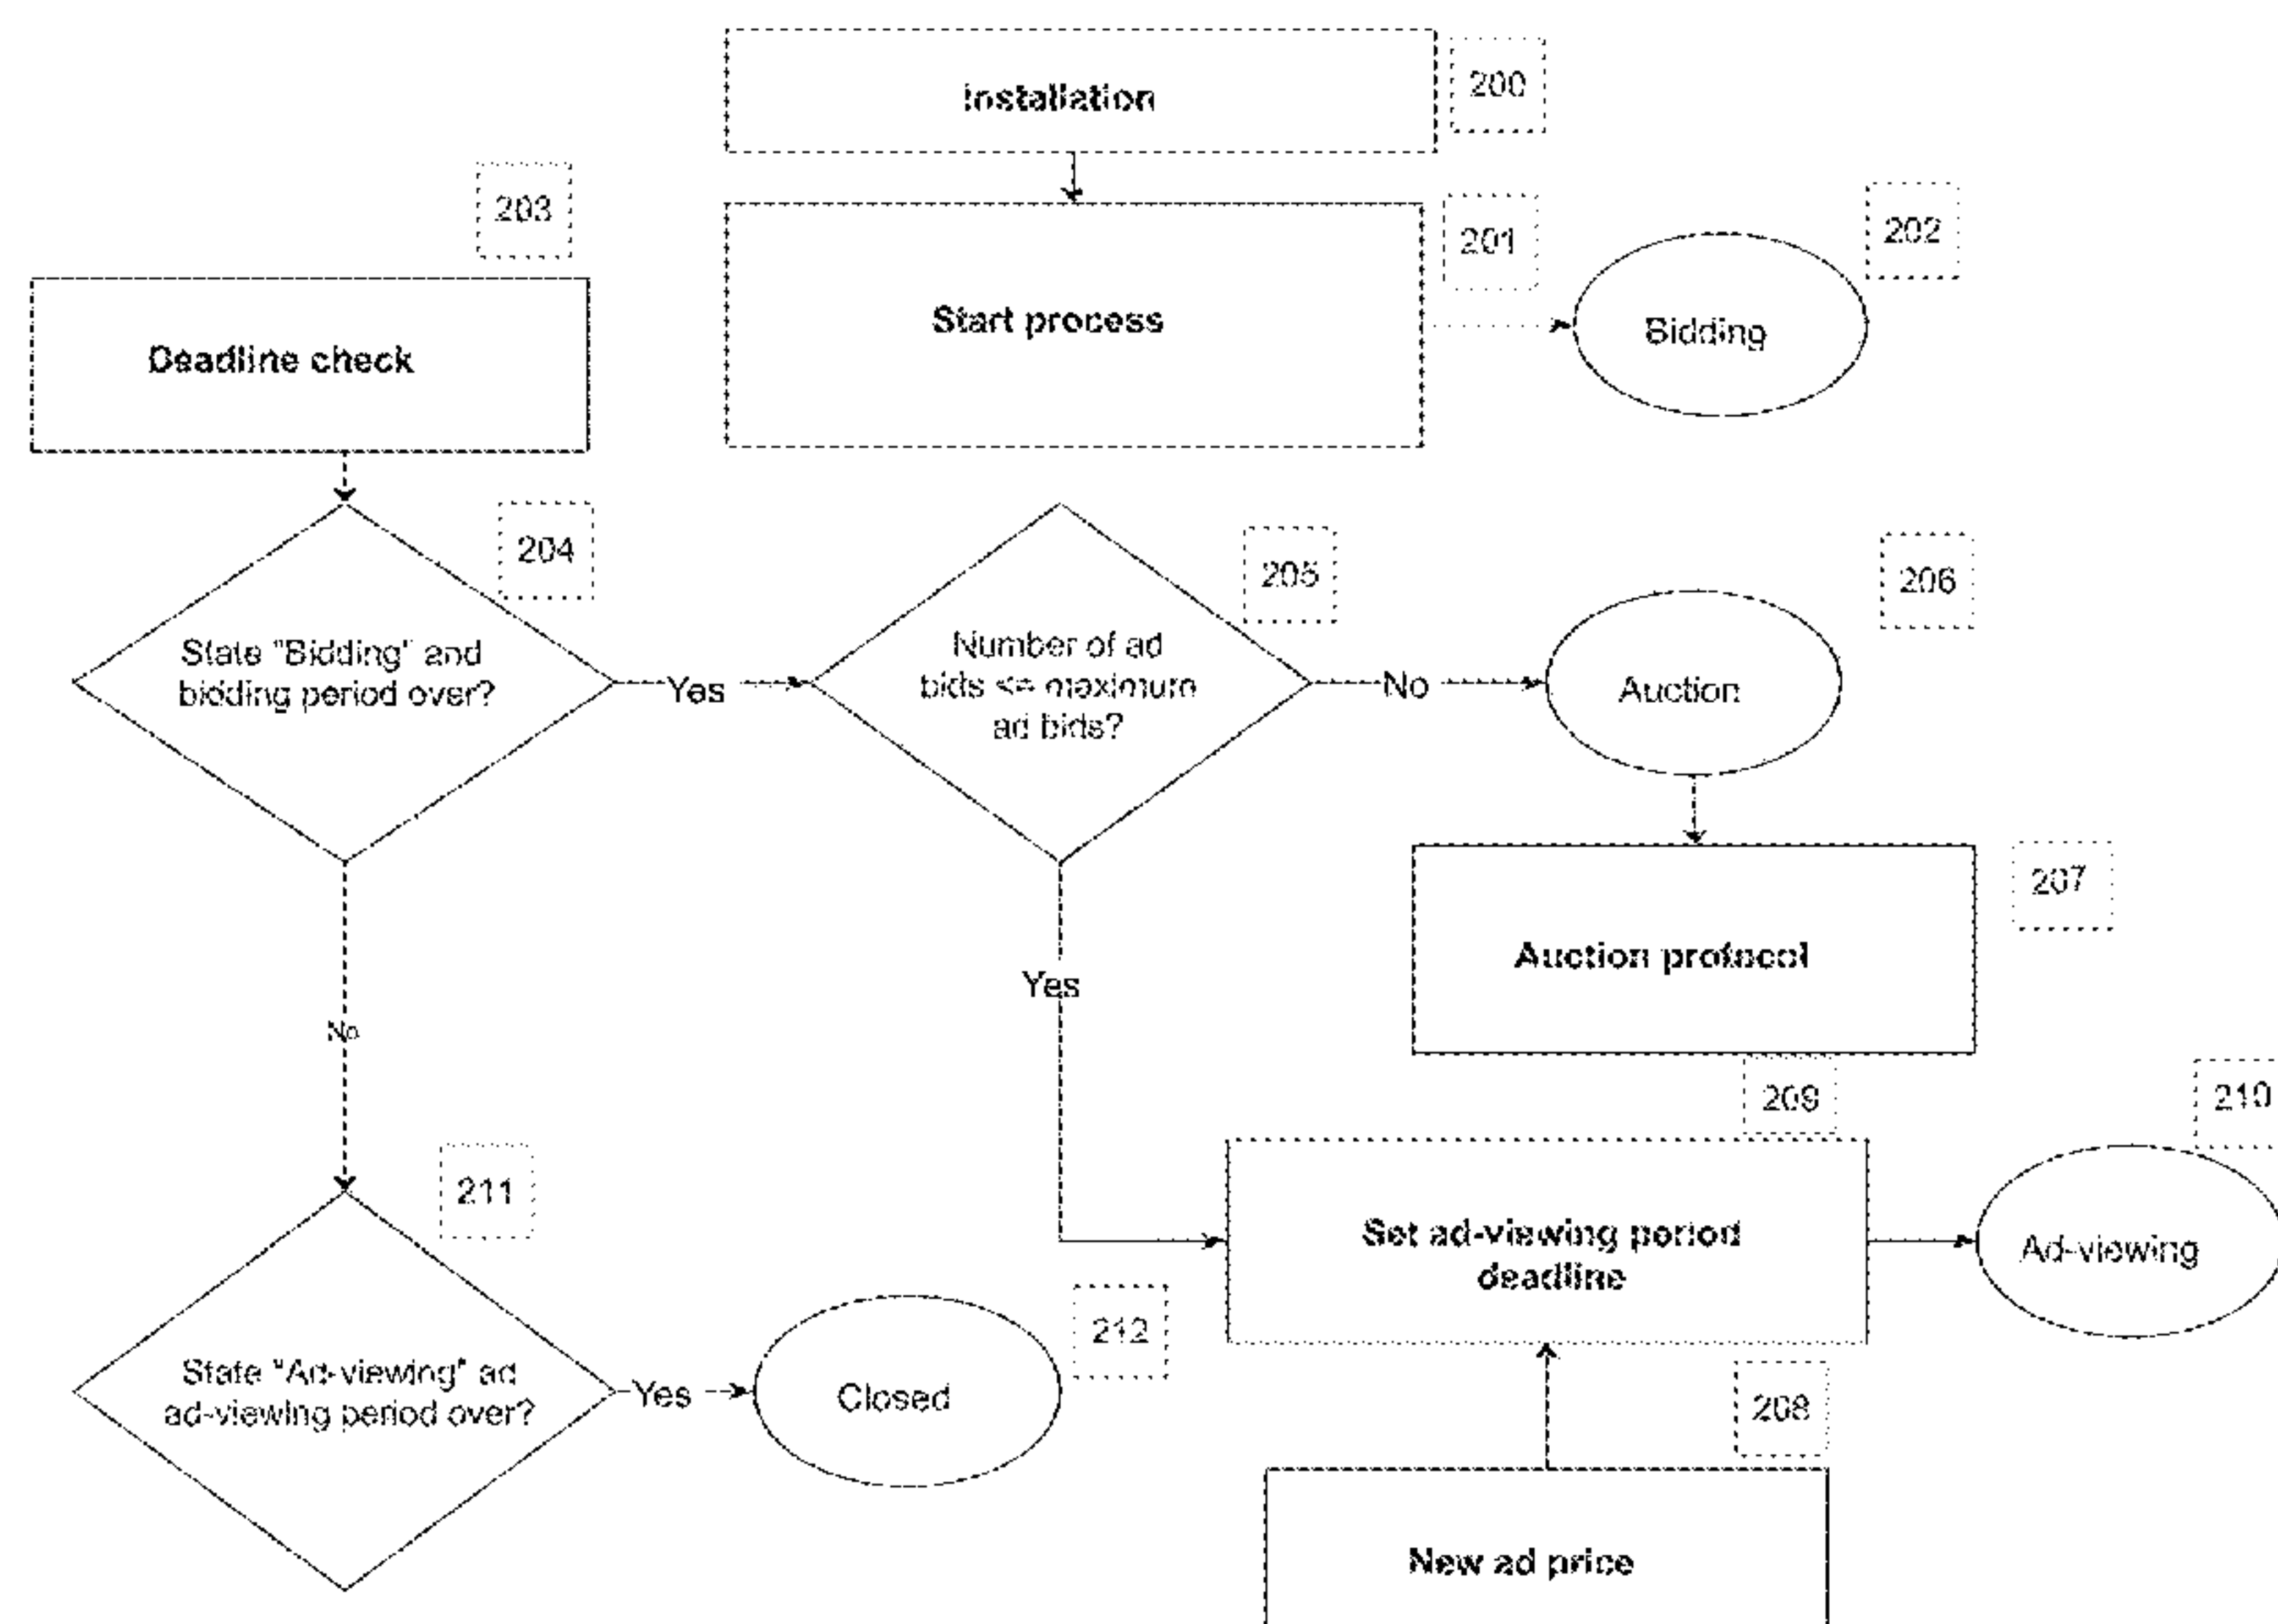 Installation
200
203
Start process
201
202
Bidding
Deadline check
204
State "Bidding" and
bidding period over?
Yes
205
Number of ad
bids <= maximum
ad bids?
No
206
Auction
207
Auction protocol
Yes
No
209
210
Set ad-viewing period
deadline
Ad-viewing
211
State "Ad-viewing" ad
ad-viewing period over?
Yes
212
Closed
208
New ad price